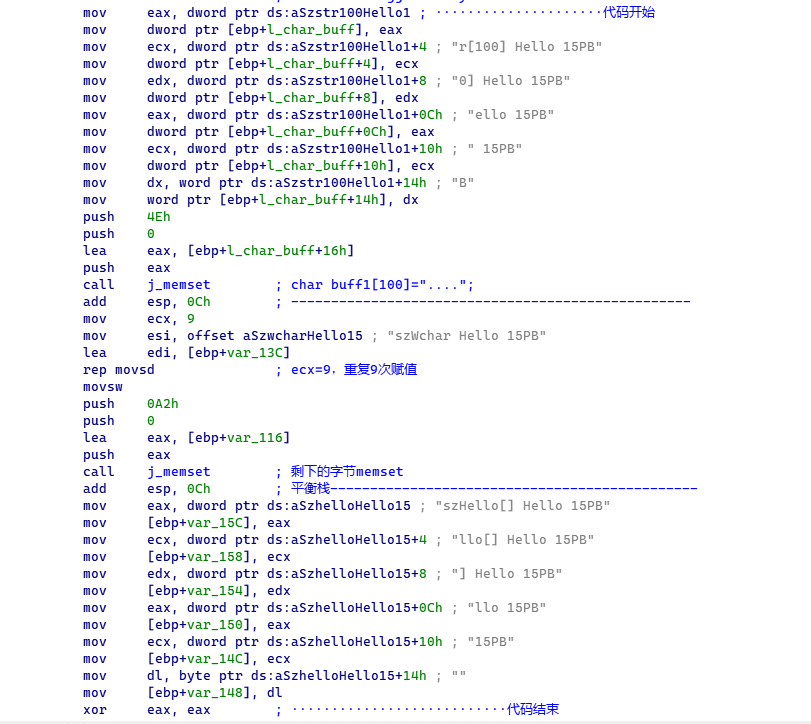 mov eax, dword ptr ds:aSzstr100Hello1 ; ·····················代码开始
mov dword ptr [ebp+l_char_buff], eax
mov ecx, dword ptr ds:aSzstr100Hello1+4 ; "r[100] Hello 15PB"
mov dword ptr [ebp+l_char_buff+4], ecx
mov edx, dword ptr ds:aSzstr100Hello1+8 ; "0] Hello 15PB"
mov dword ptr [ebp+l_char_buff+8], edx
mov eax, dword ptr ds:aSzstr100Hello1+0Ch ; "ello 15PB"
mov dword ptr [ebp+l_char_buff+0Ch], eax
mov ecx, dword ptr ds:aSzstr100Hello1+10h ; " 15PB"
mov dword ptr [ebp+l_char_buff+10h], ecx
mov dx, word ptr ds:aSzstr100Hello1+14h ; "B"
mov word ptr [ebp+l_char_buff+14h], dx
push 4Eh
push 0
lea eax, [ebp+l_char_buff+16h]
push eax
call j_memset ; char buff1[100]="....";
add esp, 0Ch ; --------------------------------------------------
mov ecx, 9
mov esi, offset aSzwcharHello15 ; "szWchar Hello 15PB"
lea edi, [ebp+var_13C]
rep movsd ; ecx=9，重复9次赋值
movsw
push 0A2h
push 0
lea eax, [ebp+var_116]
push eax
call j_memset ; 剩下的字节memset
add esp, 0Ch ; 平衡栈----------------------------------------------
mov eax, dword ptr ds:aSzhelloHello15 ; "szHello[] Hello 15PB"
mov [ebp+var_15C], eax
mov ecx, dword ptr ds:aSzhelloHello15+4 ; "llo[] Hello 15PB"
mov [ebp+var_158], ecx
mov edx, dword ptr ds:aSzhelloHello15+8 ; "] Hello 15PB"
mov [ebp+var_154], edx
mov eax, dword ptr ds:aSzhelloHello15+0Ch ; "llo 15PB"
mov [ebp+var_150], eax
mov ecx, dword ptr ds:aSzhelloHello15+10h ; "15PB"
mov [ebp+var_14C], ecx
mov dl, byte ptr ds:aSzhelloHello15+14h ; ""
mov [ebp+var_148], dl
xor eax, eax ; ···························代码结束